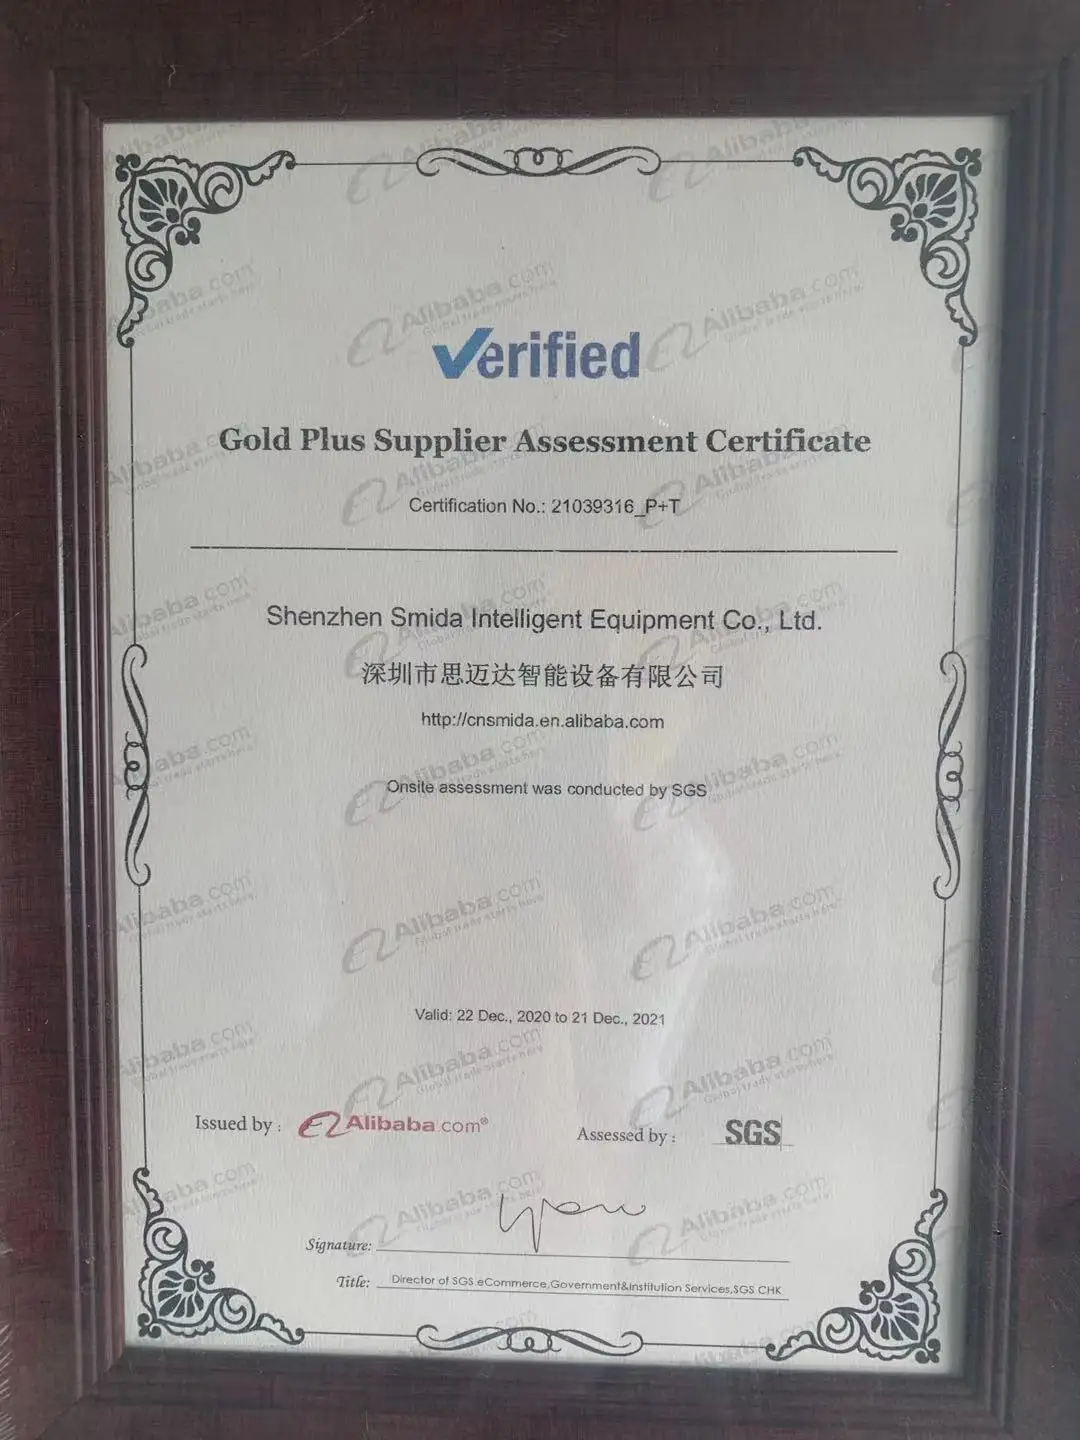 Verified
Gold Plus Supplier Assessment Certificate
Certification No.: 21039316_P+T
Shenzhen Smida Intelligent Equipment Co., Ltd.
深圳市思迈达智能设备有限公司
http://cnsmida.en.alibaba.com
Onsite assessment was conducted by SGS
Valid: 22 Dec., 2020 to 21 Dec., 2021
Issued by : Alibaba.com®
Assessed by : SGS
Signature:
Title: Director of SGS eCommerce,Government&Institution Services,SGS CHK